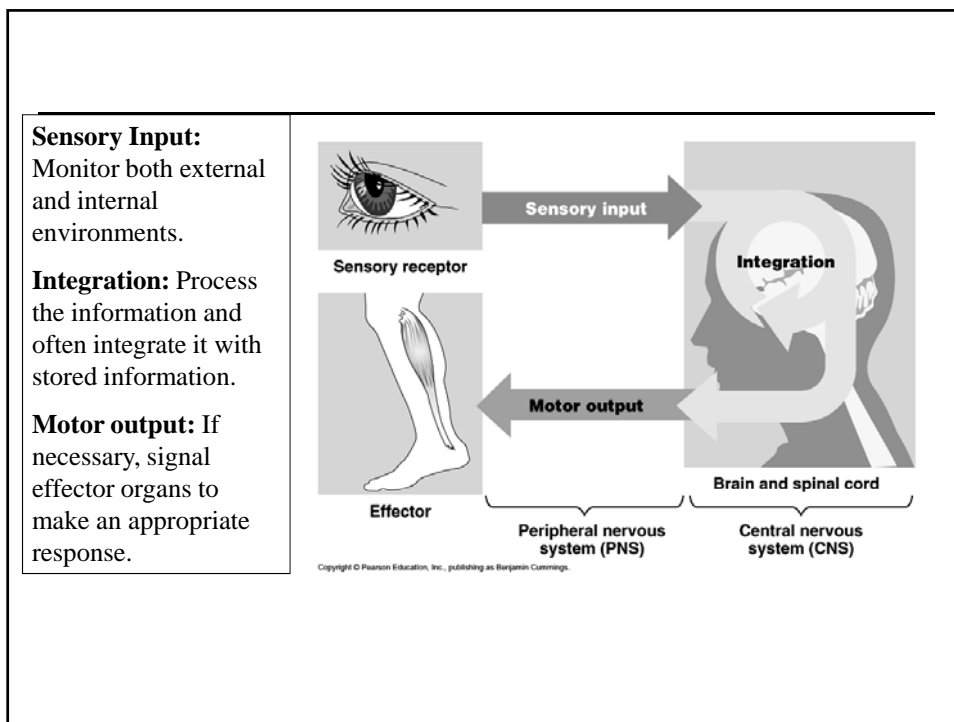 Sensory Input:
Monitor both external
and internal
environments.
Integration: Process
the information and
often integrate it with
stored information.
Motor output: If
necessary, signal
effector organs to
make an appropriate
response.
Sensory input
Sensory receptor
Integration
Motor output
Effector
Brain and spinal cord
Peripheral nervous
system (PNS)
Central nervous
system (CNS)
Copyright © Pearson Education, Inc., publishing as Benjamin Cummings.